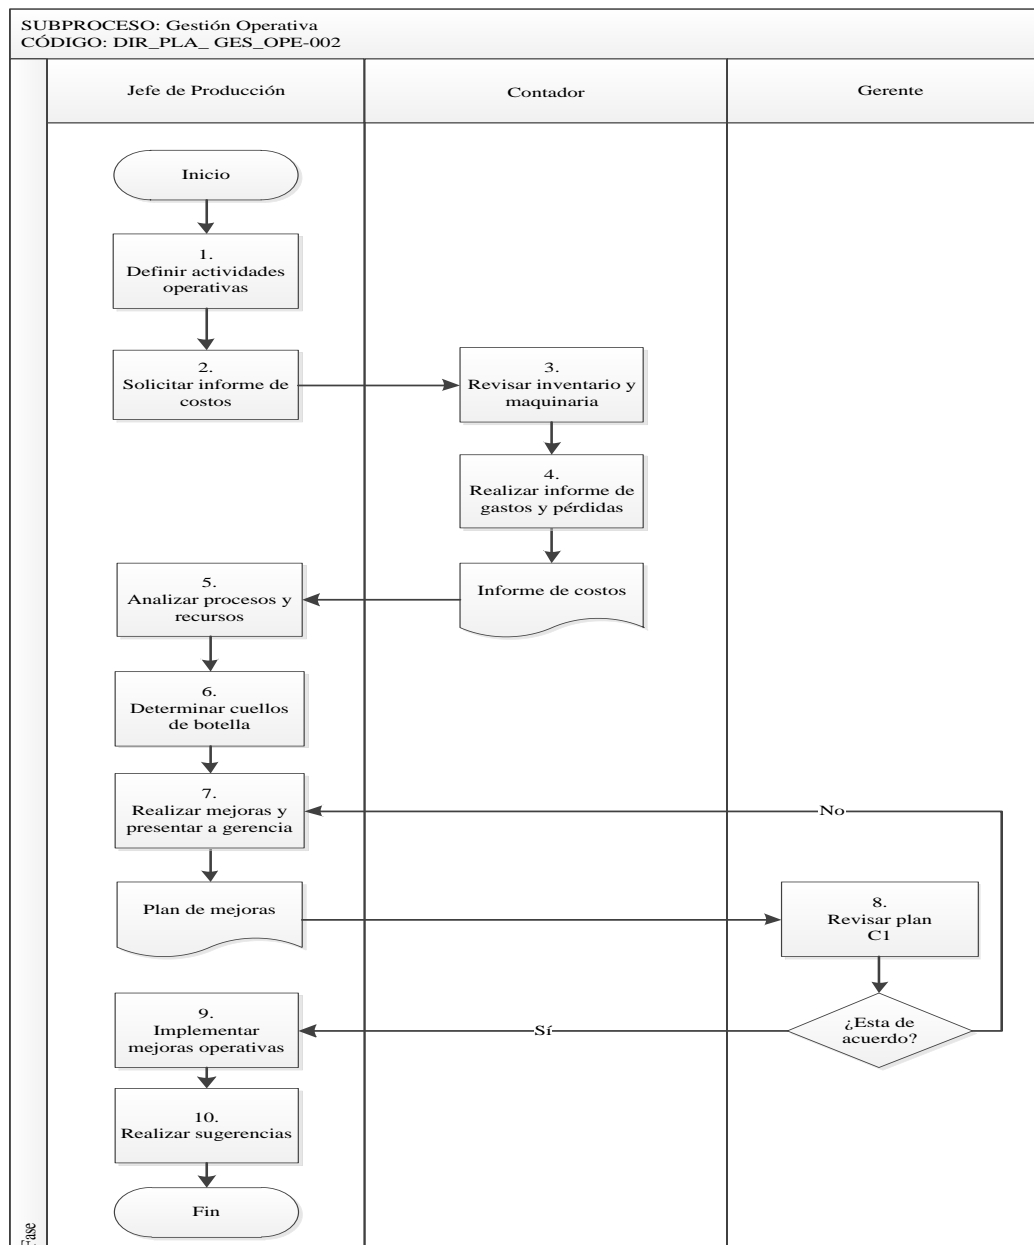 SUBPROCESO: Gestión Operativa
CÓDIGO: DIR_PLA_ GES_OPE-002
Jefe de Producción
Contador
Gerente
Inicio
1.
Definir actividades
operativas
2.
Solicitar informe de
costos
3.
Revisar inventario y
maquinaria
4.
Realizar informe de
gastos y pérdidas
Informe de costos
5.
Analizar procesos y
recursos
6.
Determinar cuellos
de botella
7.
Realizar mejoras y
presentar a gerencia
No
Plan de mejoras
8.
Revisar plan
C1
¿Esta de
acuerdo?
Sí
9.
Implementar
mejoras operativas
10.
Realizar sugerencias
Fin
Fase